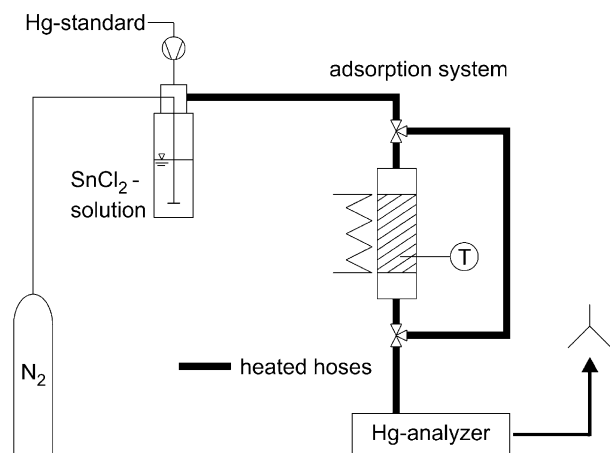 Hg-standard
adsorption system
SnCl₂ -
solution
T
N₂
heated hoses
Hg-analyzer